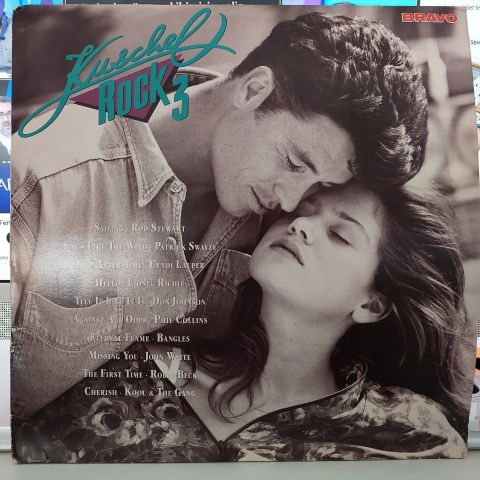 BRAVO
Kuschel
ROCK 3
Sailing · Rod Stewart
She's Like The Wind · Patrick Swayze
Time After Time · Cyndi Lauper
Hello · Lionel Richie
Tell It Like It Is · Don Johnson
Against All Odds · Phil Collins
Eternal Flame · Bangles
Missing You · John Waite
The First Time · Robin Beck
Cherish · Kool & The Gang